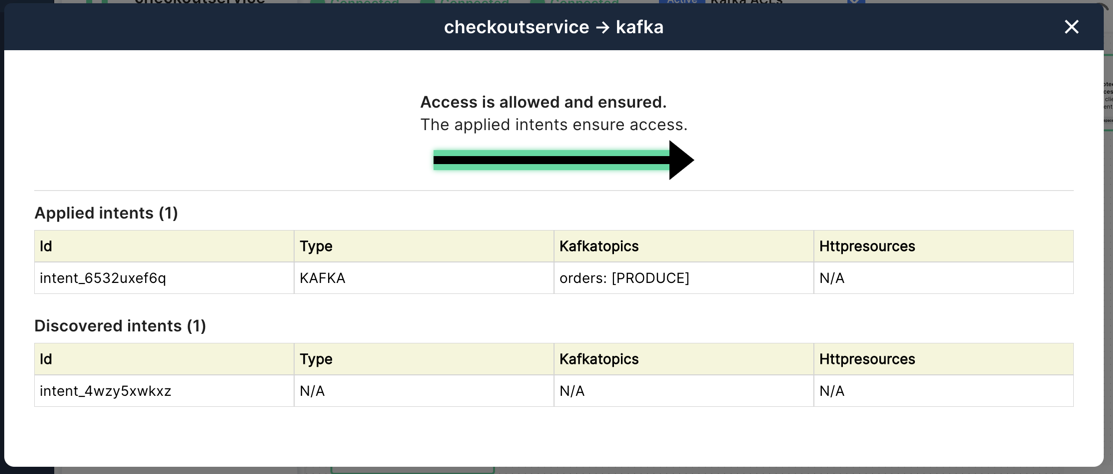 checkoutservice → kafka
Access is allowed and ensured.
The applied intents ensure access.
Applied intents (1)
Id Type Kafkatopics Httpresources
intent_6532uxef6q KAFKA orders: [PRODUCE] N/A
Discovered intents (1)
Id Type Kafkatopics Httpresources
intent_4wzy5xwkxz N/A N/A N/A